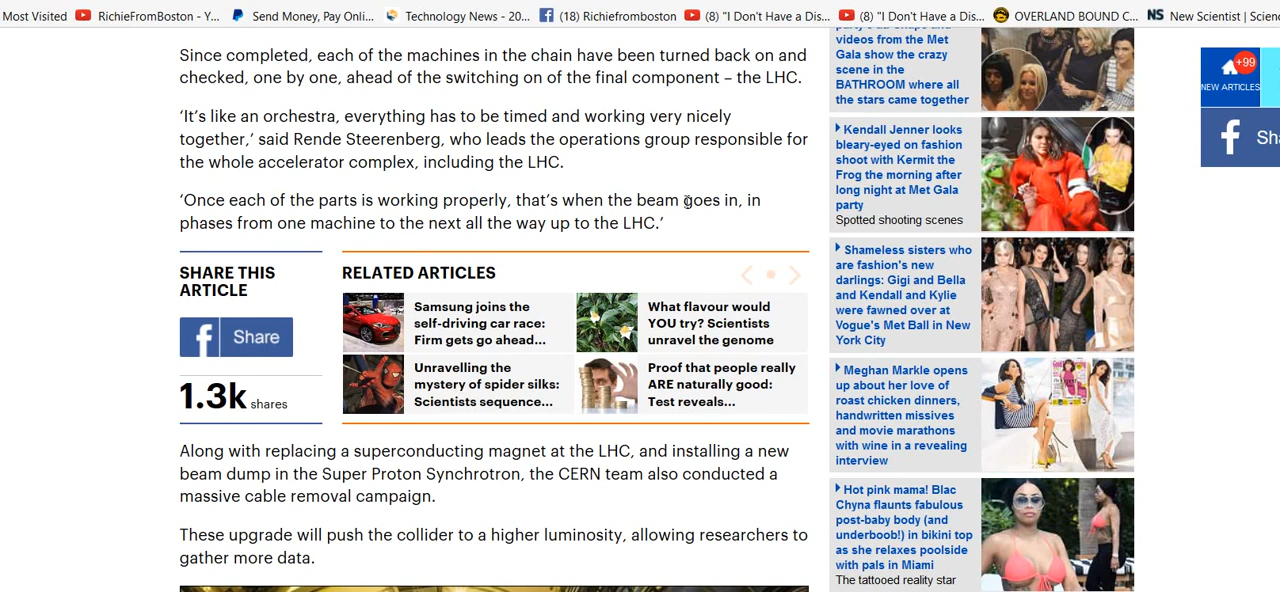 Most Visited
RichieFromBoston - Y...
Send Money, Pay Onli...
Technology News - 20...
(18) Richiefromboston
(8) "I Don't Have a Dis...
(8) "I Don't Have a Dis...
OVERLAND BOUND C...
NS New Scientist | Scien
Since completed, each of the machines in the chain have been turned back on and
checked, one by one, ahead of the switching on of the final component – the LHC.
‘It’s like an orchestra, everything has to be timed and working very nicely
together,’ said Rende Steerenberg, who leads the operations group responsible for
the whole accelerator complex, including the LHC.
‘Once each of the parts is working properly, that’s when the beam goes in, in
phases from one machine to the next all the way up to the LHC.’
SHARE THIS
ARTICLE
f Share
1.3k shares
RELATED ARTICLES
Samsung joins the
self-driving car race:
Firm gets go ahead...
What flavour would
YOU try? Scientists
unravel the genome
Unravelling the
mystery of spider silks:
Scientists sequence...
Proof that people really
ARE naturally good:
Test reveals...
Along with replacing a superconducting magnet at the LHC, and installing a new
beam dump in the Super Proton Synchrotron, the CERN team also conducted a
massive cable removal campaign.
These upgrade will push the collider to a higher luminosity, allowing researchers to
gather more data.
videos from the Met
Gala show the crazy
scene in the
BATHROOM where all
the stars came together
Kendall Jenner looks
bleary-eyed on fashion
shoot with Kermit the
Frog the morning after
long night at Met Gala
party
Spotted shooting scenes
Shameless sisters who
are fashion's new
darlings: Gigi and Bella
and Kendall and Kylie
were fawned over at
Vogue's Met Ball in New
York City
Meghan Markle opens
up about her love of
roast chicken dinners,
handwritten missives
and movie marathons
with wine in a revealing
interview
Hot pink mama! Blac
Chyna flaunts fabulous
post-baby body (and
underboob!) in bikini top
as she relaxes poolside
with pals in Miami
The tattooed reality star
+99
NEW ARTICLES
f Sha